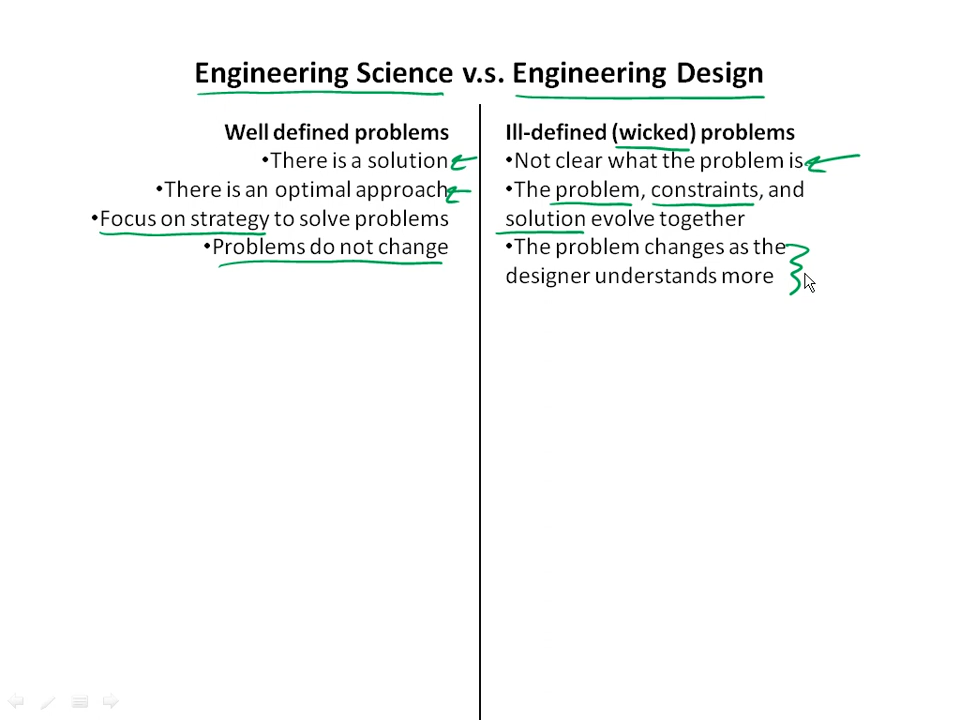 Engineering Science v.s. Engineering Design
Well defined problems
•There is a solution
•There is an optimal approach
•Focus on strategy to solve problems
•Problems do not change
Ill-defined (wicked) problems
•Not clear what the problem is
•The problem, constraints, and
solution evolve together
•The problem changes as the
designer understands more